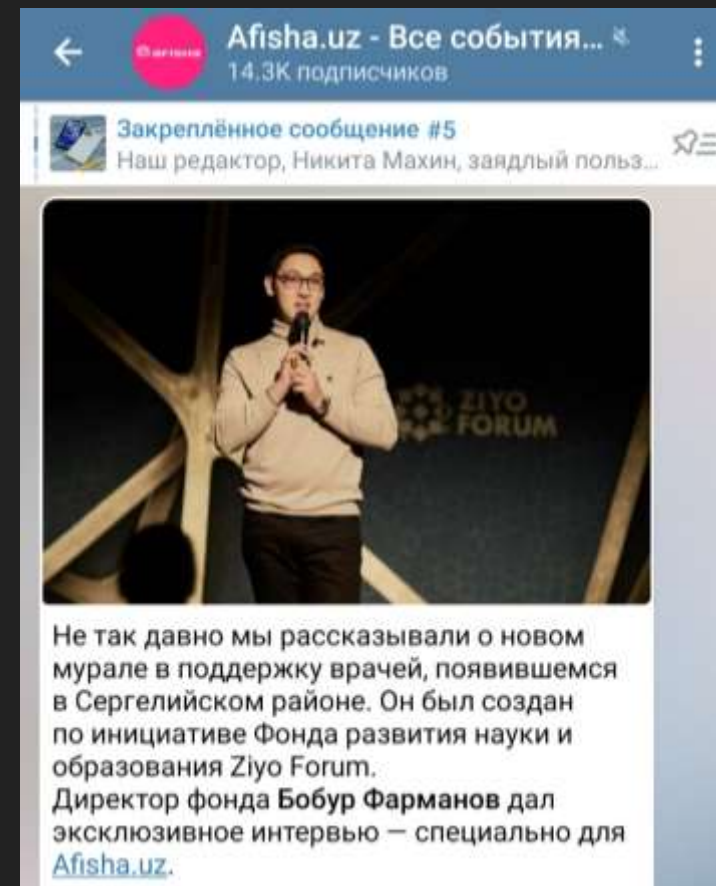 Afisha.uz - Все события...
14.3K подписчиков
Закреплённое сообщение #5
Наш редактор, Никита Махин, заядлый польз...
ZIYO
FORUM
Не так давно мы рассказывали о новом
мурале в поддержку врачей, появившемся
в Сергелийском районе. Он был создан
по инициативе Фонда развития науки и
образования Ziyo Forum.
Директор фонда Бобур Фарманов дал
эксклюзивное интервью — специально для
Afisha.uz.